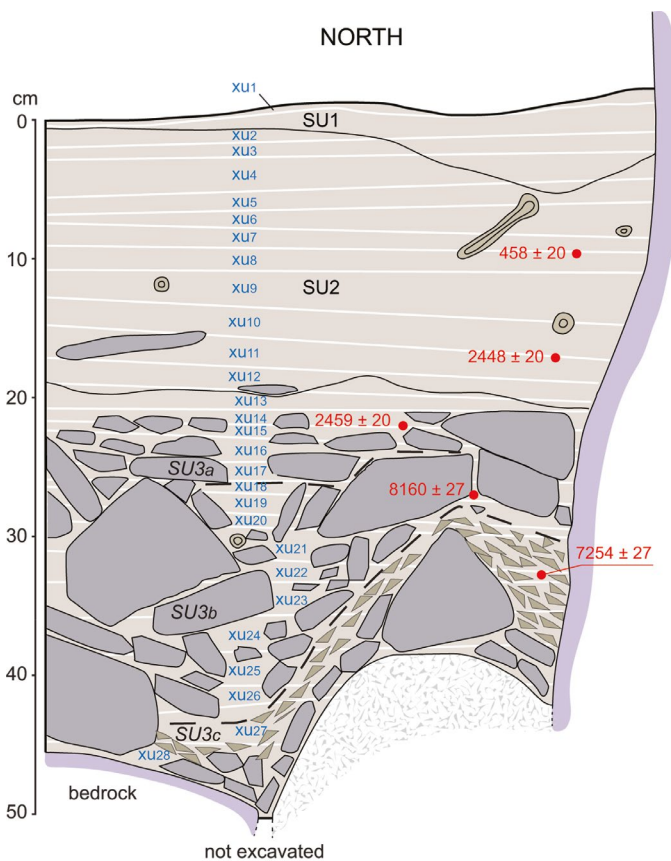 NORTH
cm
xu1
0
SU1
xu2
xu3
xu4
xu5
xu6
xu7
458 ± 20
xu8
10
xu9
SU2
xu10
xu11
2448 ± 20
xu12
20
xu13
xu14
2459 ± 20
xu15
xu16
SU3a
xu17
xu18
8160 ± 27
xu19
xu20
30
xu21
7254 ± 27
xu22
xu23
SU3b
xu24
xu25
40
xu26
SU3c
xu27
xu28
bedrock
50
not excavated